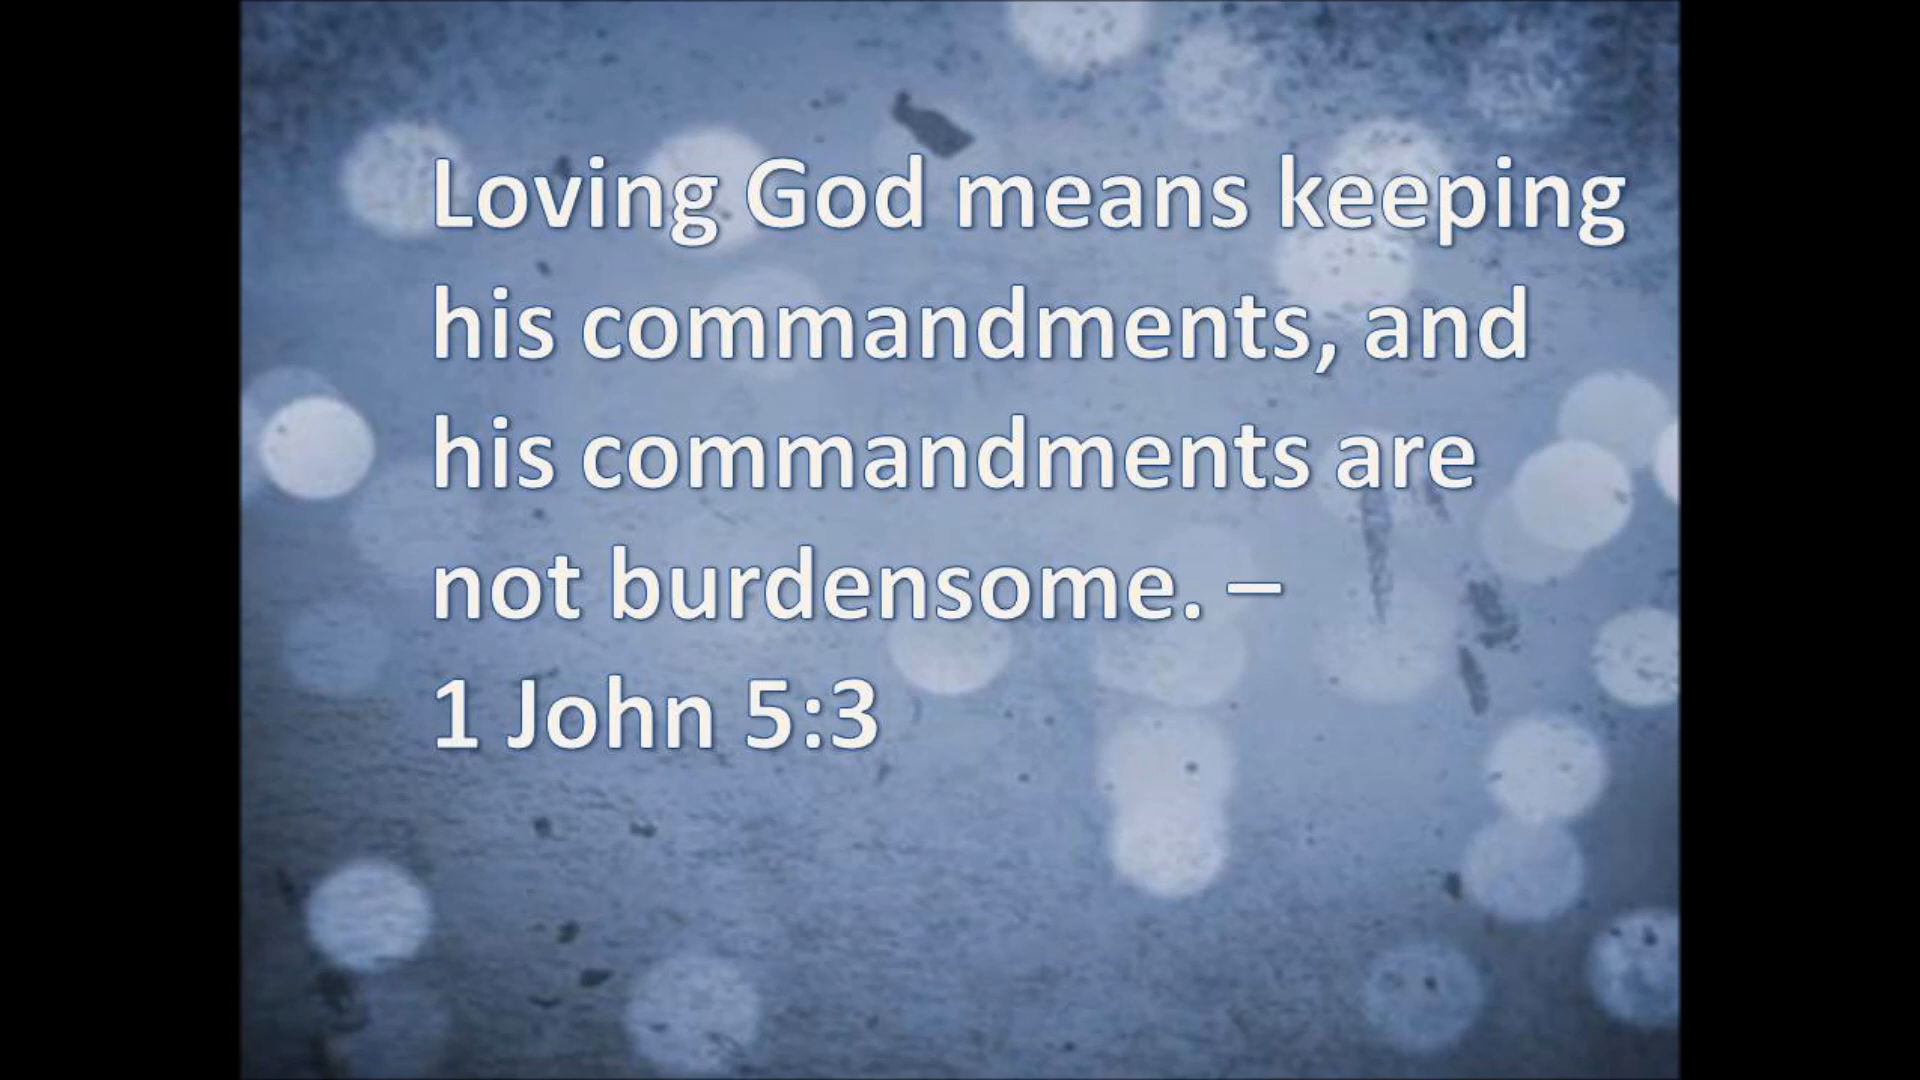 Loving God means keeping
his commandments, and
his commandments are
not burdensome. –
1 John 5:3